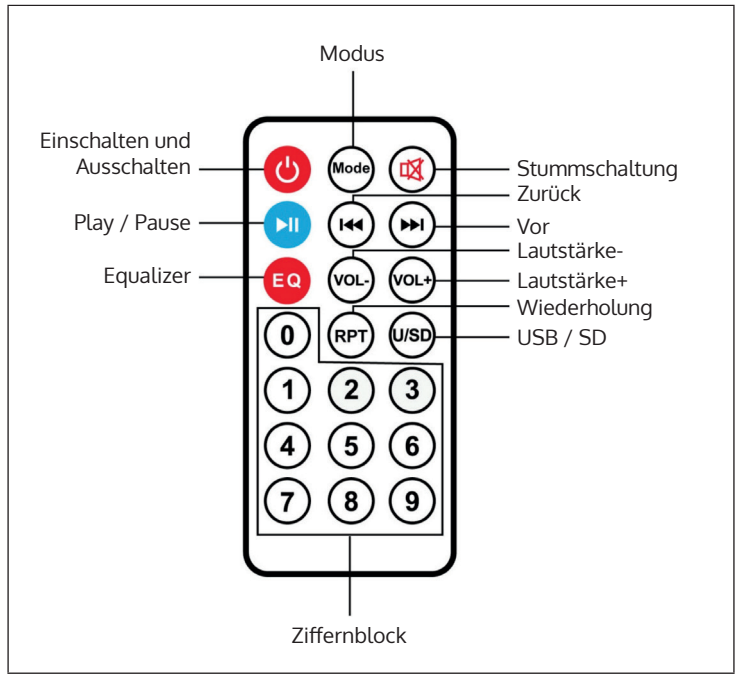 Modus
Einschalten und
Ausschalten
Mode
Stummschaltung
Zurück
Play / Pause
Vor
Lautstärke-
Equalizer
EQ
VOL-
VOL+
Lautstärke+
Wiederholung
0
RPT
U/SD
USB / SD
1 2 3
4 5 6
7 8 9
Ziffernblock